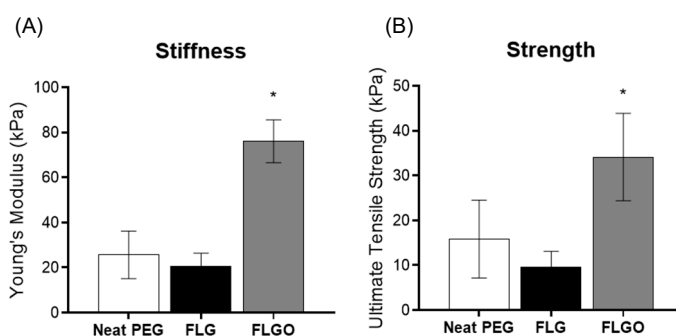 (A)
Stiffness
Young's Modulus (kPa)
100
80
60
40
20
0
*
Neat PEG FLG FLGO
(B)
Strength
Ultimate Tensile Strength (kPa)
50
40
30
20
10
0
*
Neat PEG FLG FLGO